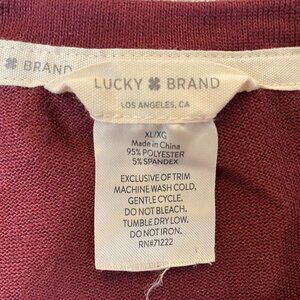 BRAND
LUCKY BRAND
LOS ANGELES, CA
XL/XG
Made in China
95% POLYESTER
5% SPANDEX
EXCLUSIVE OF TRIM
MACHINE WASH COLD,
GENTLE CYCLE.
DO NOT BLEACH.
TUMBLE DRY LOW.
DO NOT IRON.
RN#71222